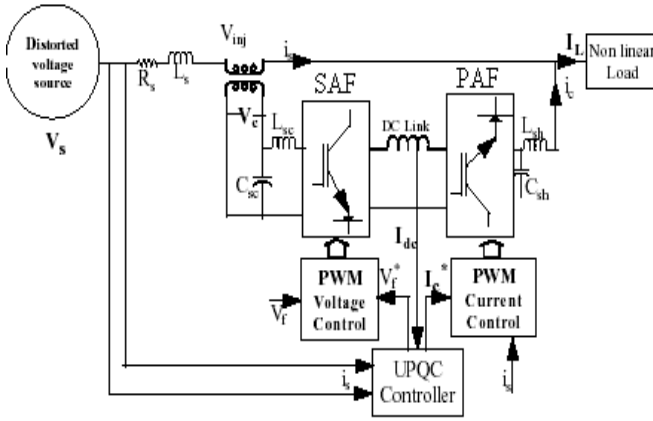 Distorted
voltage
source
V_s
R_s
L_s
V_inj
i_s
I_L
Non linear
Load
i_c
SAF
PAF
V_c
L_sc
C_sc
DC Link
L_sh
C_sh
I_dc
PWM
Voltage
Control
V_f
V_f*
I_c*
PWM
Current
Control
i_s
i_s
UPQC
Controller